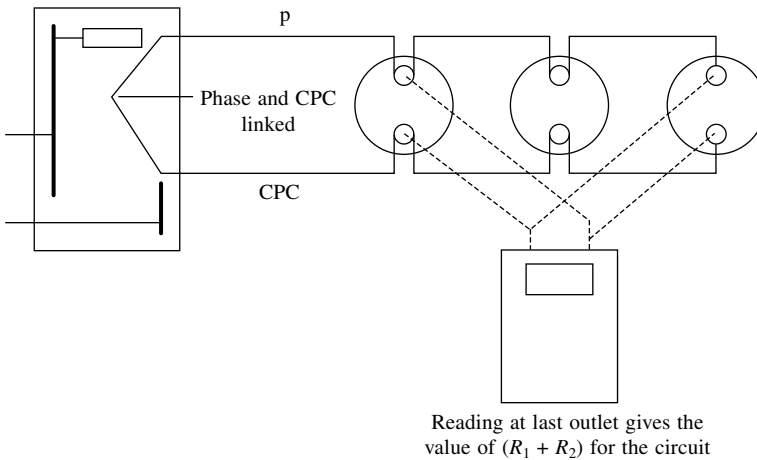 p
Phase and CPC
linked
CPC
Reading at last outlet gives the
value of (R₁ + R₂) for the circuit